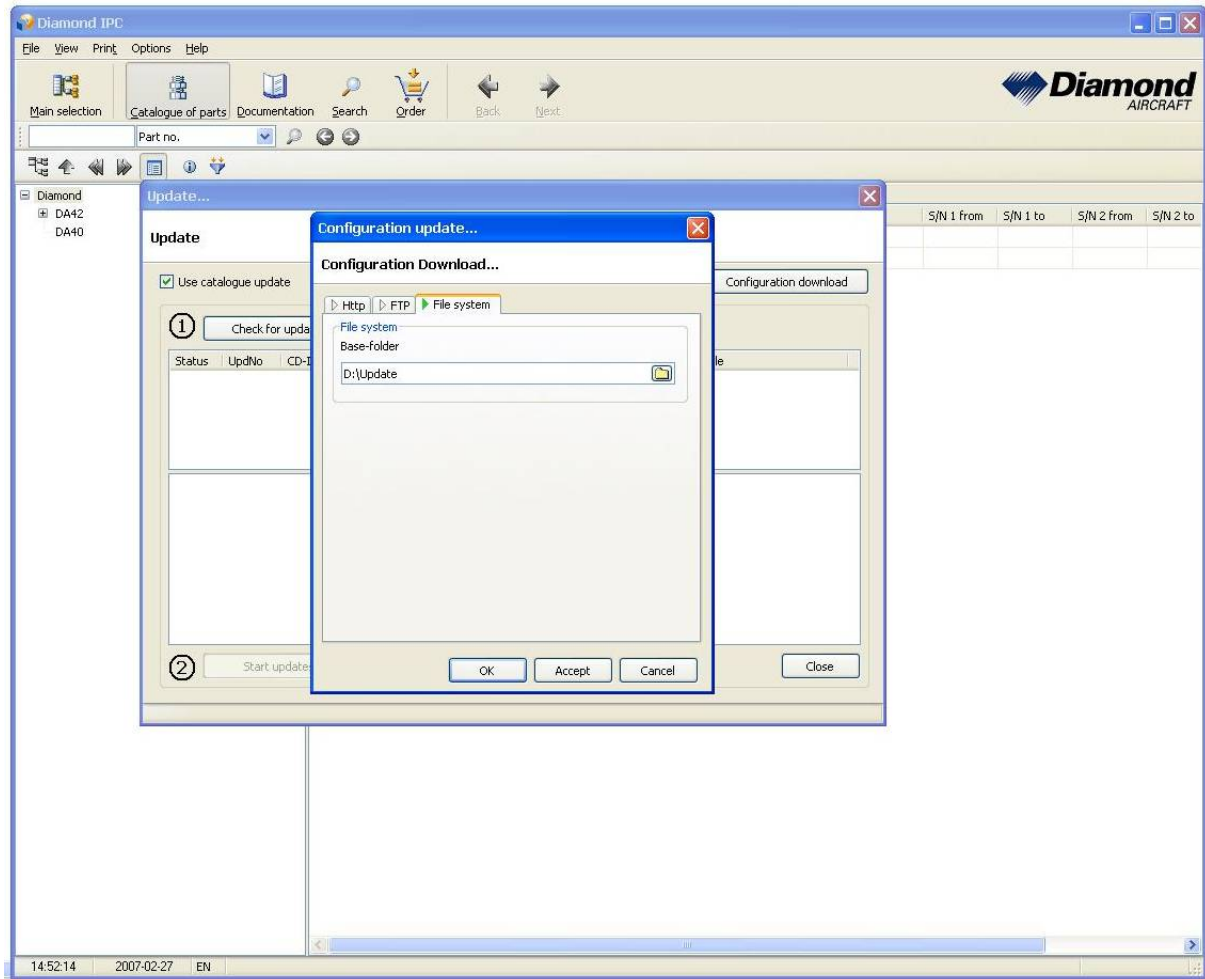 Diamond IPC
File View Print Options Help
Main selection Catalogue of parts Documentation Search Order Back Next
Diamond
AIRCRAFT
Part no.
Diamond
DA42
DA40
S/N 1 from S/N 1 to S/N 2 from S/N 2 to
Update...
Update
Use catalogue update
Configuration download
1 Check for upda
Status UpdNo CD-I
le
2 Start update
Close
Configuration update...
Configuration Download...
Http FTP File system
File system
Base-folder
D:\Update
OK Accept Cancel
14:52:14 2007-02-27 EN